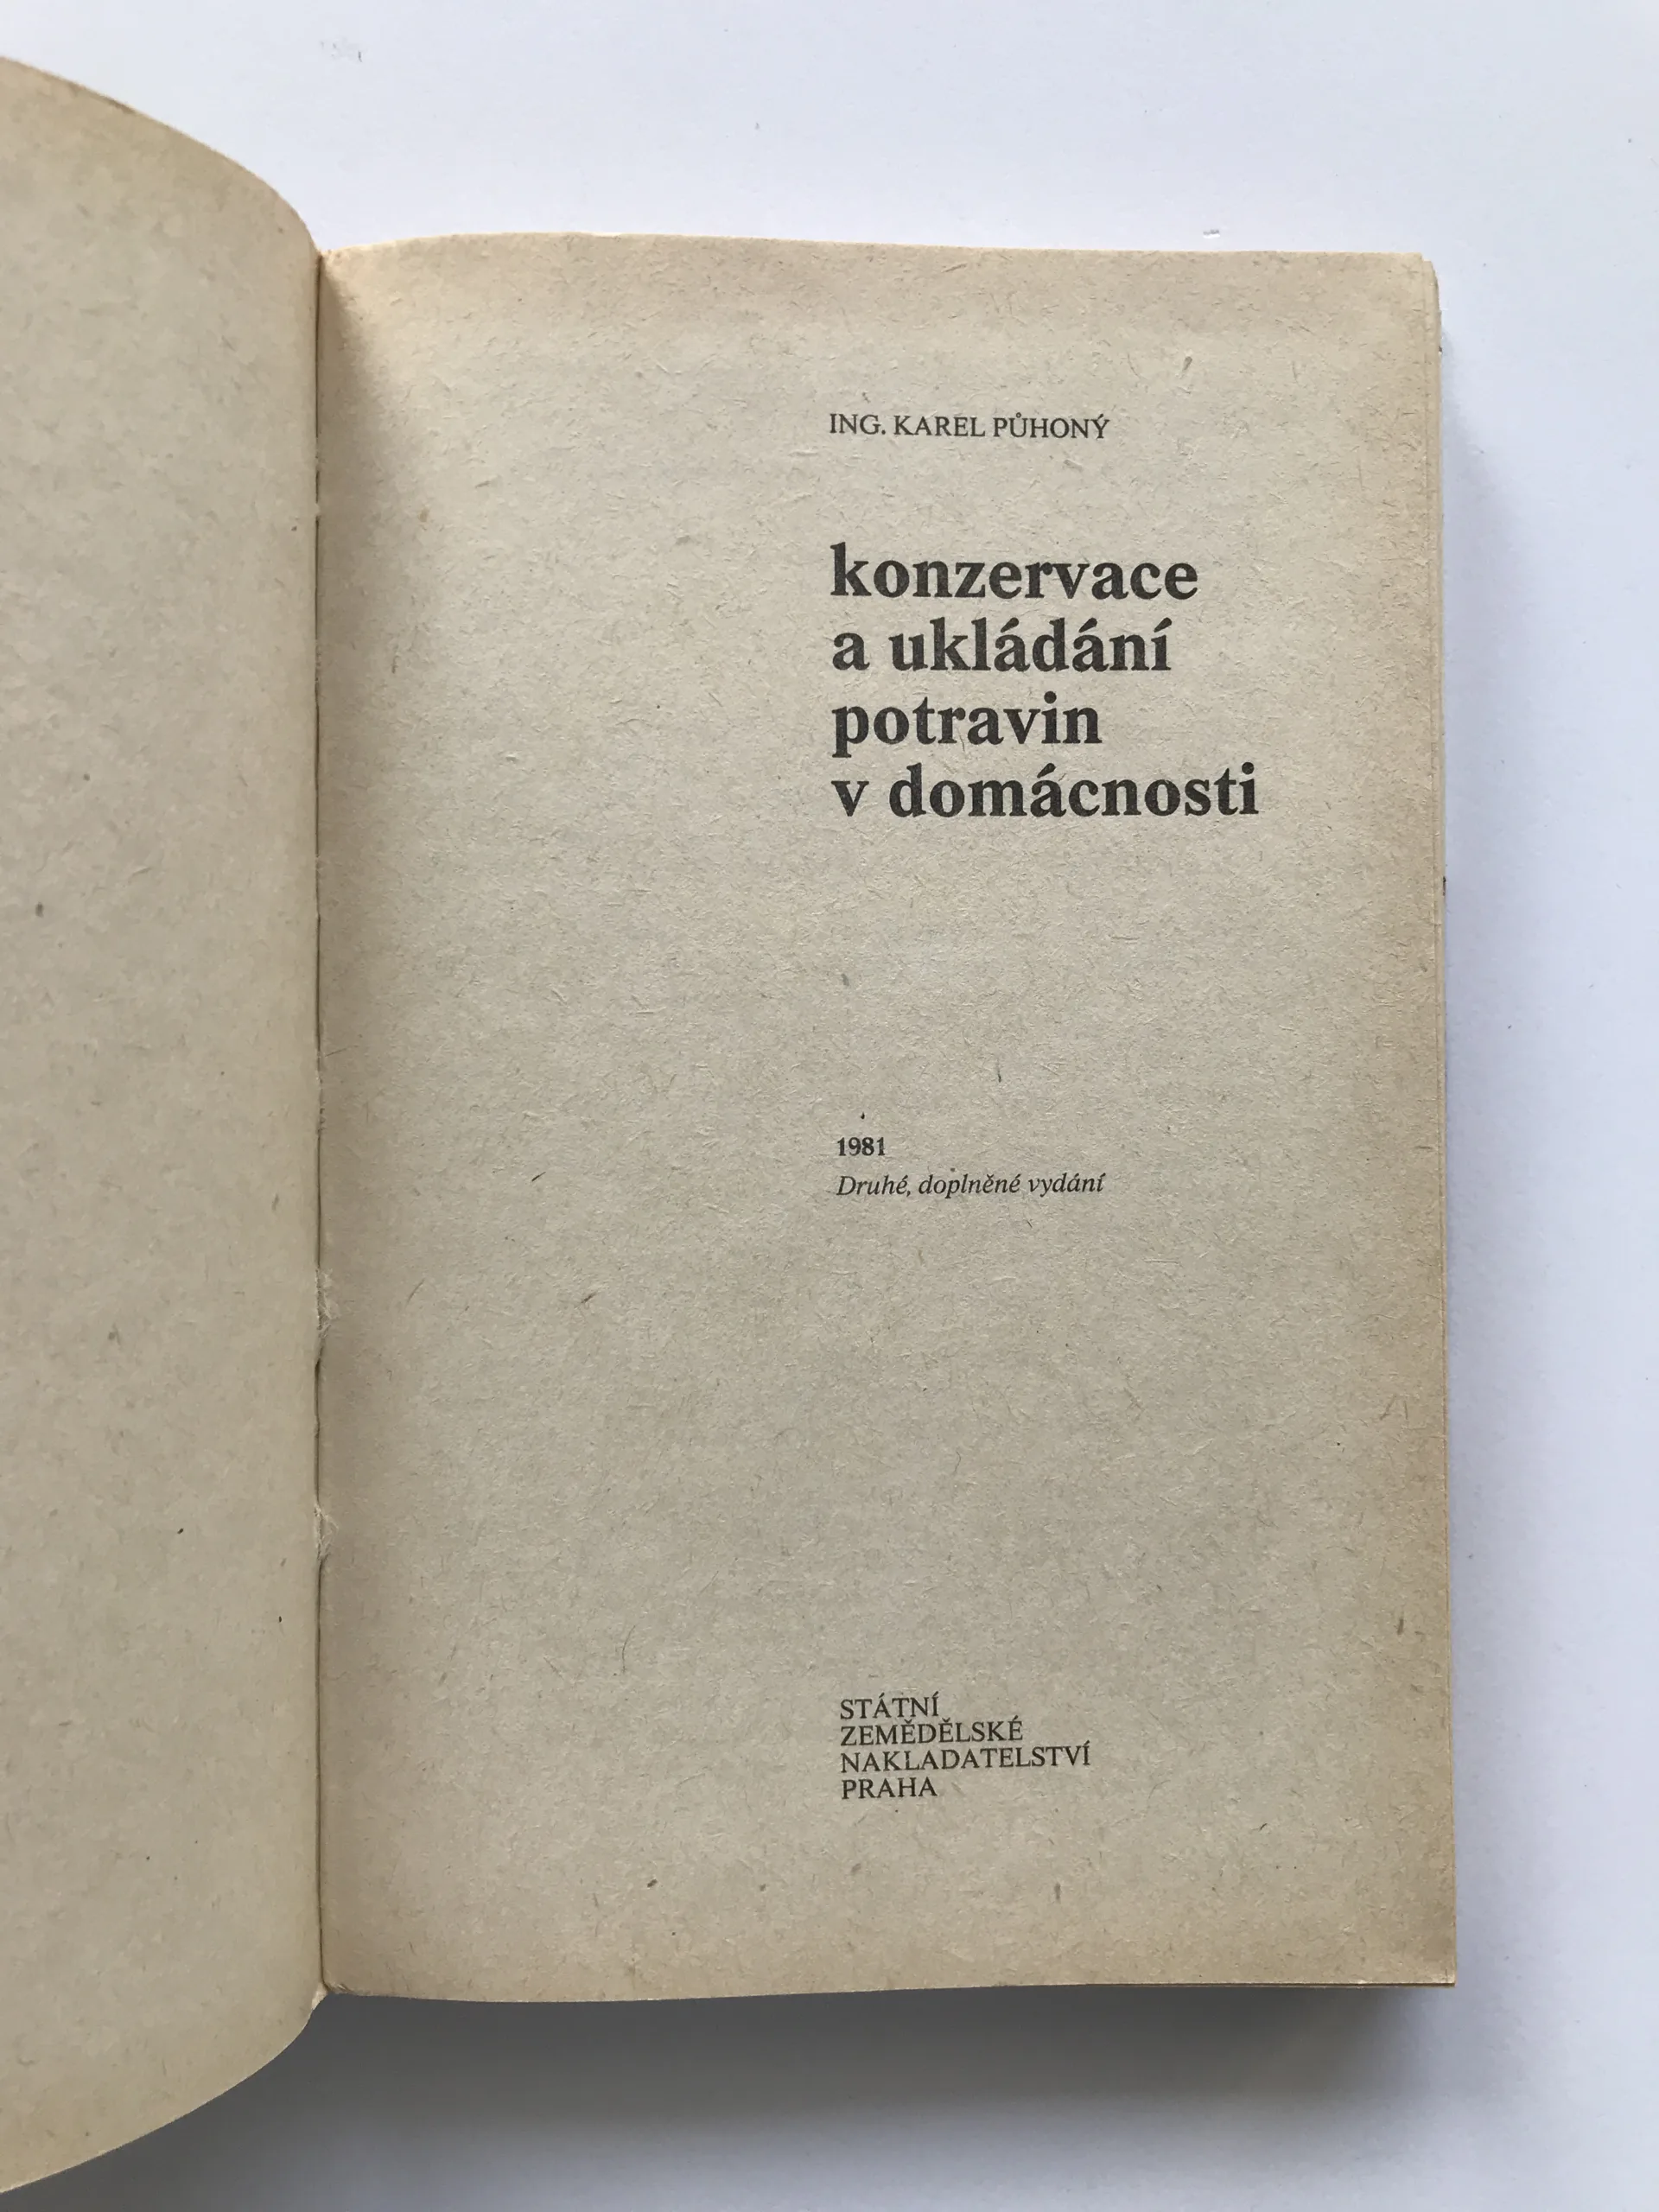 ING. KAREL PŮHONÝ
konzervace
a ukládání
potravin
v domácnosti
1981
Druhé, doplněné vydání
STÁTNÍ
ZEMĚDĚLSKÉ
NAKLADATELSTVÍ
PRAHA